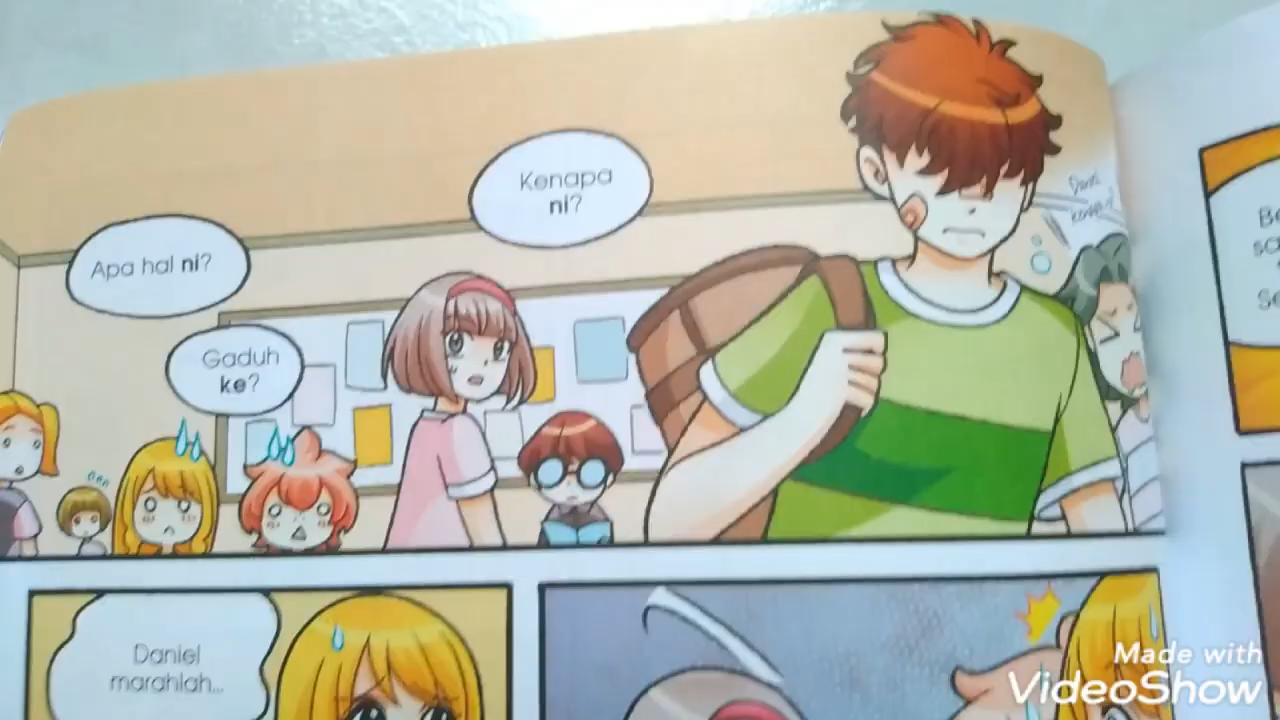 Kenapa
ni?
Apa hal ni?
Gaduh
ke?
Daniel
marahlah...
Made with
VideoShow